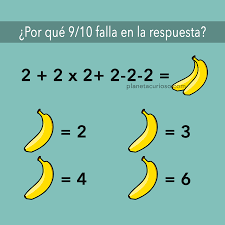 ¿Por qué 9/10 falla en la respuesta?
2 + 2 x 2+ 2-2-2 =
planetacurioso.com
= 2 = 3
= 4 = 6